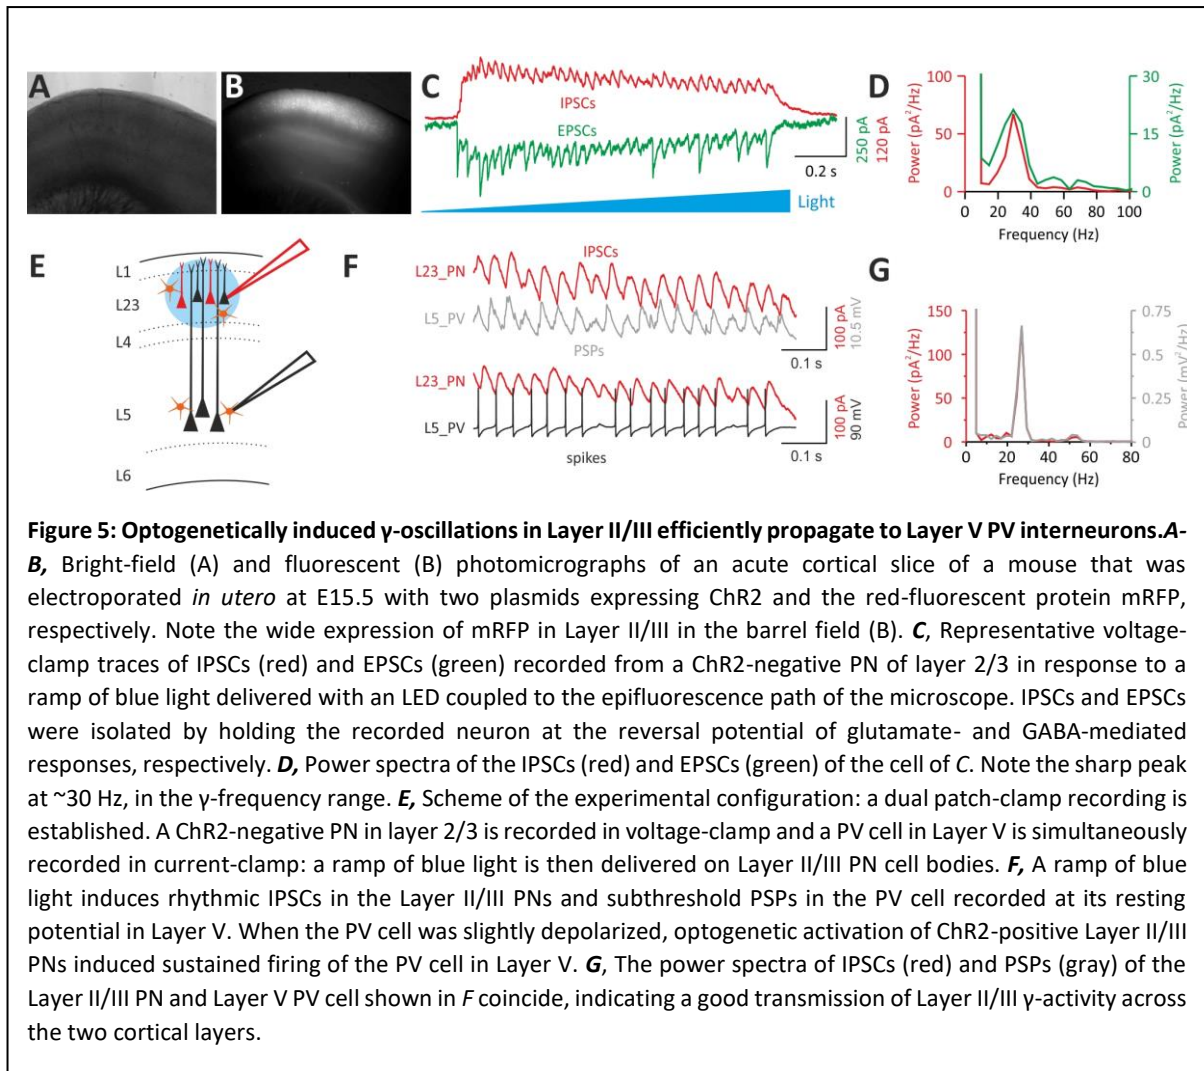 A
B
C
IPSCs
EPSCs
250 pA
120 pA
0.2 s
Light
D
100
50
0
Power (pA²/Hz)
30
15
0
Power (pA²/Hz)
0 20 40 60 80 100
Frequency (Hz)
E
L1
L23
L4
L5
L6
F
IPSCs
L23_PN
L5_PV
PSPs
100 pA
10.5 mV
0.1 s
L23_PN
L5_PV
spikes
100 pA
90 mV
0.1 s
G
150
100
50
0
Power (pA²/Hz)
0.75
0.5
0.25
0
Power (mV²/Hz)
0 20 40 60 80
Frequency (Hz)
Figure 5: Optogenetically induced γ-oscillations in Layer II/III efficiently propagate to Layer V PV interneurons.A-
B, Bright-field (A) and fluorescent (B) photomicrographs of an acute cortical slice of a mouse that was
electroporated in utero at E15.5 with two plasmids expressing ChR2 and the red-fluorescent protein mRFP,
respectively. Note the wide expression of mRFP in Layer II/III in the barrel field (B). C, Representative voltage-
clamp traces of IPSCs (red) and EPSCs (green) recorded from a ChR2-negative PN of layer 2/3 in response to a
ramp of blue light delivered with an LED coupled to the epifluorescence path of the microscope. IPSCs and EPSCs
were isolated by holding the recorded neuron at the reversal potential of glutamate- and GABA-mediated
responses, respectively. D, Power spectra of the IPSCs (red) and EPSCs (green) of the cell of C. Note the sharp peak
at ~30 Hz, in the γ-frequency range. E, Scheme of the experimental configuration: a dual patch-clamp recording is
established. A ChR2-negative PN in layer 2/3 is recorded in voltage-clamp and a PV cell in Layer V is simultaneously
recorded in current-clamp: a ramp of blue light is then delivered on Layer II/III PN cell bodies. F, A ramp of blue
light induces rhythmic IPSCs in the Layer II/III PNs and subthreshold PSPs in the PV cell recorded at its resting
potential in Layer V. When the PV cell was slightly depolarized, optogenetic activation of ChR2-positive Layer II/III
PNs induced sustained firing of the PV cell in Layer V. G, The power spectra of IPSCs (red) and PSPs (gray) of the
Layer II/III PN and Layer V PV cell shown in F coincide, indicating a good transmission of Layer II/III γ-activity across
the two cortical layers.